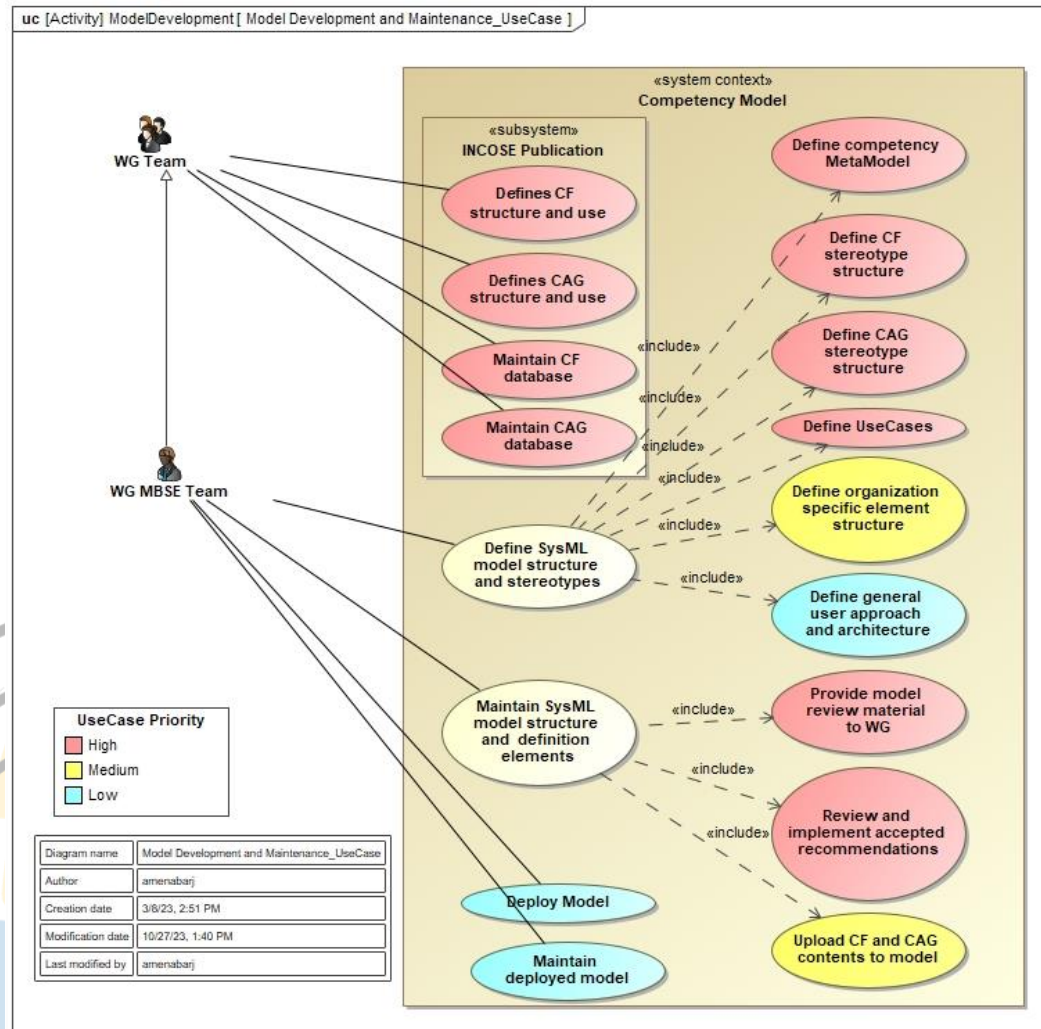 uc [Activity] ModelDevelopment [ Model Development and Maintenance_UseCase ]
WG Team
WG MBSE Team
«system context»
Competency Model
«subsystem»
INCOSE Publication
Defines CF
structure and use
Defines CAG
structure and use
Maintain CF
database
Maintain CAG
database
Define SysML
model structure
and stereotypes
Maintain SysML
model structure
and definition
elements
Deploy Model
Maintain
deployed model
«include»
«include»
«include»
«include»
«include»
«include»
«include»
«include»
«include»
Define competency
MetaModel
Define CF
stereotype
structure
Define CAG
stereotype
structure
Define UseCases
Define organization
specific element
structure
Define general
user approach
and architecture
Provide model
review material
to WG
Review and
implement accepted
recommendations
Upload CF and CAG
contents to model
UseCase Priority
High
Medium
Low
Diagram name Model Development and Maintenance_UseCase
Author amenabarj
Creation date 3/8/23, 2:51 PM
Modification date 10/27/23, 1:40 PM
Last modified by amenabarj